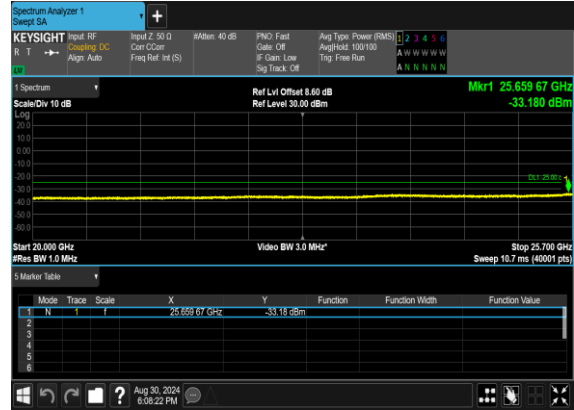 Spectrum Analyzer 1
Swept SA
+
KEYSIGHT Input: RF Input Z: 50 Ω #Atten: 40 dB PNO: Fast Avg Type: Power (RMS) 1 2 3 4 5 6
R T Coupling: DC Corr CCorr Gate: Off Avg|Hold: 100/100 A W W W W W
Align: Auto Freq Ref: Int (S) IF Gain: Low Trig: Free Run
LM Sig Track: Off A N N N N N
1 Spectrum Ref Lvl Offset 8.60 dB Mkr1 25.659 67 GHz
Scale/Div 10 dB Ref Level 30.00 dBm -33.180 dBm
Log
20.0
10.0
0.00
-10.0
-20.0
-30.0
-40.0
-50.0
-60.0
1
Start 20.000 GHz Video BW 3.0 MHz* Stop 25.700 GHz
#Res BW 1.0 MHz Sweep 10.7 ms (40001 pts)
5 Marker Table
Mode Trace Scale X Y Function Function Width Function Value
1 N 1 f 25.659 67 GHz -33.18 dBm
2
3
4
5
6
? Aug 30, 2024
6:08:22 PM